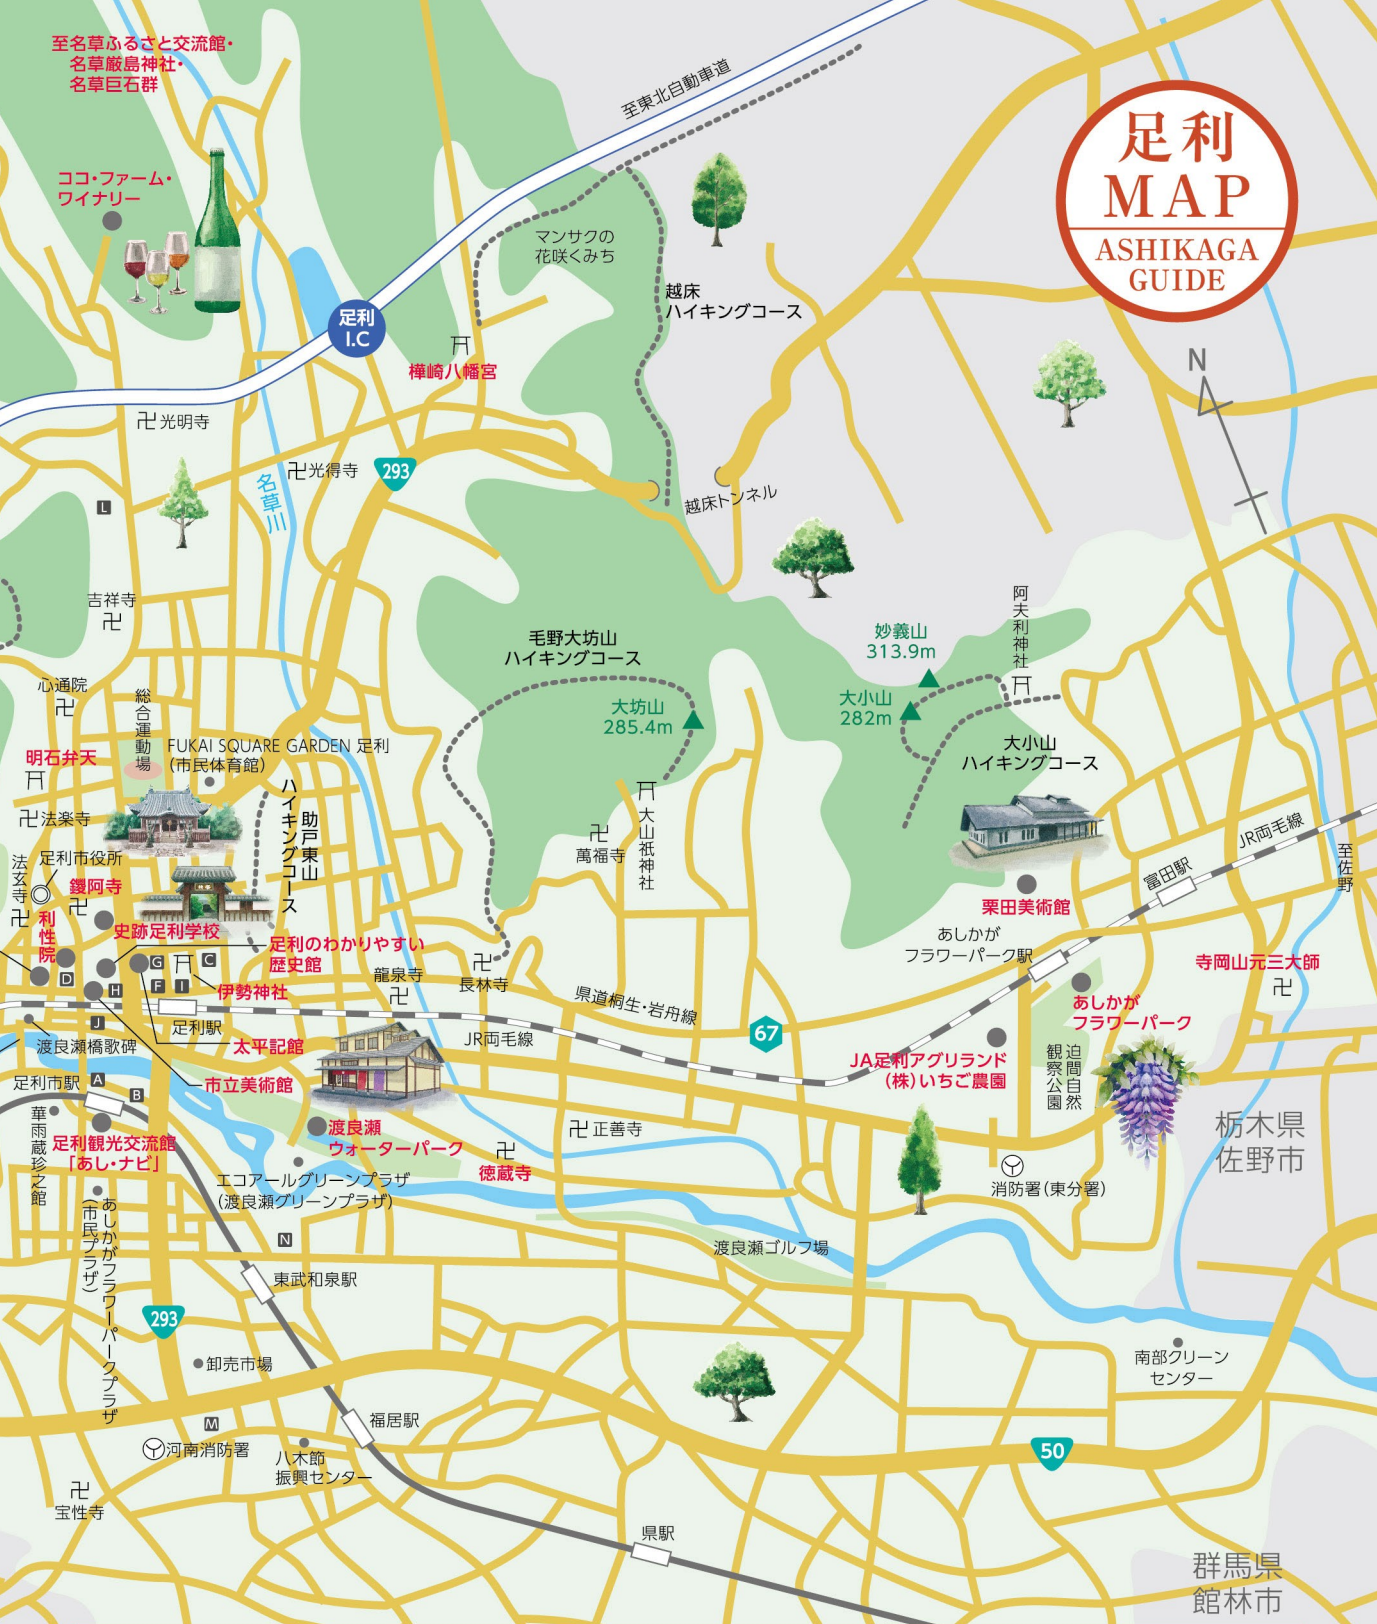 至名草ふるさと交流館・
名草厳島神社・
名草巨石群
至東北自動車道
足利
MAP
ASHIKAGA
GUIDE
ココ・ファーム・
ワイナリー
マンサクの
花咲くみち
越床
ハイキングコース
足利
I.C
樺崎八幡宮
N
卍光明寺
卍光得寺
293
名草川
越床トンネル
L
吉祥寺
卍
阿夫利神社
妙義山
313.9m
毛野大坊山
ハイキングコース
大小山
282m
大坊山
285.4m
大小山
ハイキングコース
心通院
卍
総合運動場
FUKAI SQUARE GARDEN 足利
(市民体育館)
明石弁天
卍法楽寺
助戸東山
ハイキングコース
大山祇神社
卍
萬福寺
JR両毛線
至佐野
法玄寺
卍
足利市役所
鑁阿寺
卍
富田駅
栗田美術館
利性院
史跡足利学校
足利のわかりやすい
歴史館
あしかが
フラワーパーク駅
寺岡山元三大師
卍
D
G
C
F
I
H
伊勢神社
龍泉寺
卍
卍
長林寺
県道桐生・岩舟線
あしかが
フラワーパーク
足利駅
J
渡良瀬橋歌碑
太平記館
JR両毛線
67
JA足利アグリランド
(株)いちご農園
迫間自然
観察公園
足利市駅
A
B
市立美術館
華雨蔵珍之館
足利観光交流館
「あし・ナビ」
渡良瀬
ウォーターパーク
卍正善寺
卍
徳蔵寺
栃木県
佐野市
エコアールグリーンプラザ
(渡良瀬グリーンプラザ)
消防署(東分署)
あしかがフラワーパークプラザ
(市民プラザ)
N
渡良瀬ゴルフ場
東武和泉駅
293
卸売市場
南部クリーン
センター
M
福居駅
河南消防署
八木節
振興センター
50
卍
宝性寺
県駅
群馬県
館林市